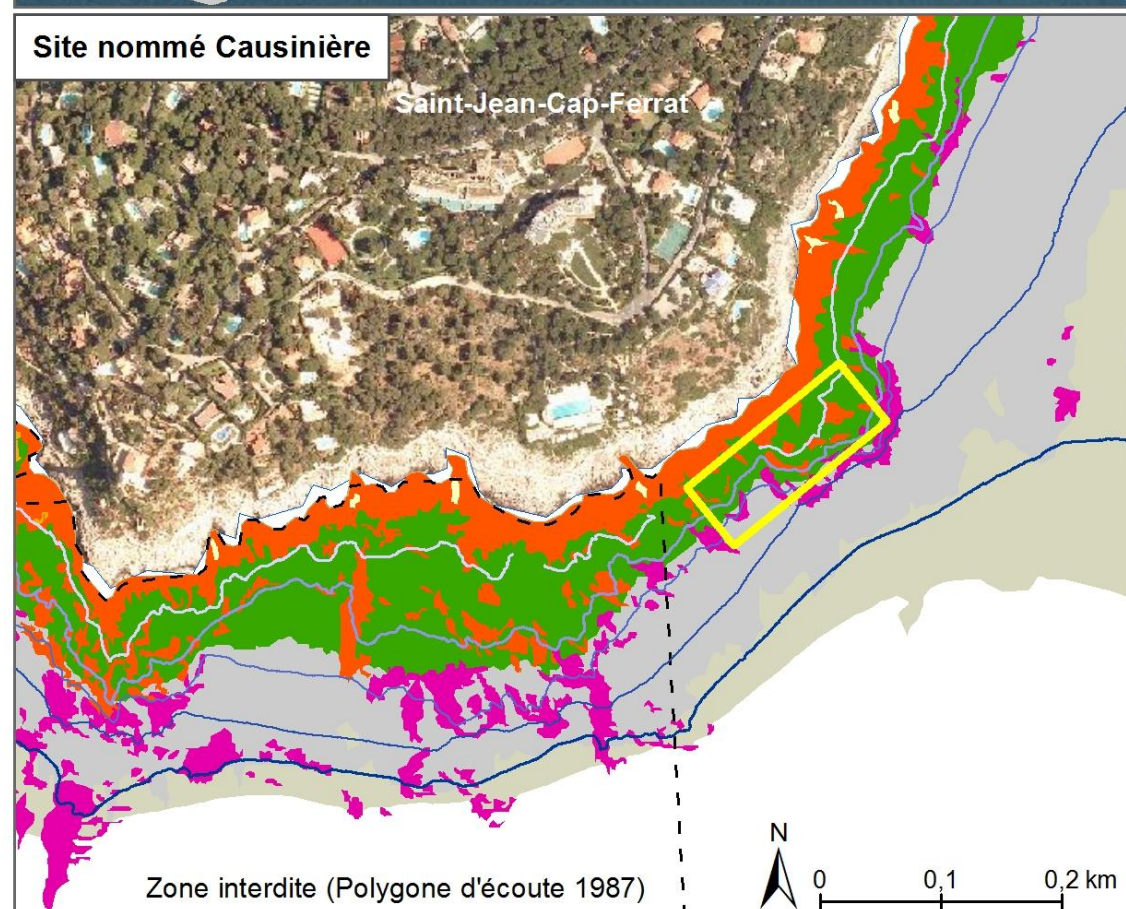 Site nommé Causinière
Saint-Jean-Cap-Ferrat
Zone interdite (Polygone d'écoute 1987)
N
0 0,1 0,2 km